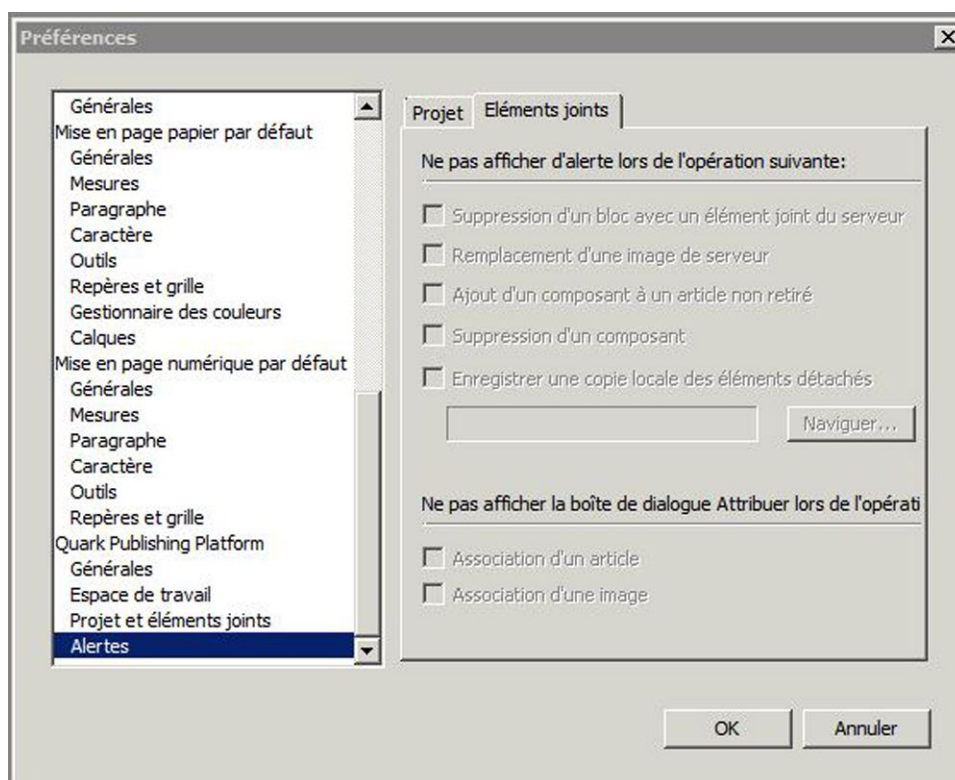 Préférences
Générales
Mise en page papier par défaut
Générales
Mesures
Paragraphe
Caractère
Outils
Repères et grille
Gestionnaire des couleurs
Calques
Mise en page numérique par défaut
Générales
Mesures
Paragraphe
Caractère
Outils
Repères et grille
Quark Publishing Platform
Générales
Espace de travail
Projet et éléments joints
Alertes
Projet
Eléments joints
Ne pas afficher d'alerte lors de l'opération suivante:
Suppression d'un bloc avec un élément joint du serveur
Remplacement d'une image de serveur
Ajout d'un composant à un article non retiré
Suppression d'un composant
Enregistrer une copie locale des éléments détachés
Naviguer...
Ne pas afficher la boîte de dialogue Attribuer lors de l'opérati
Association d'un article
Association d'une image
OK
Annuler